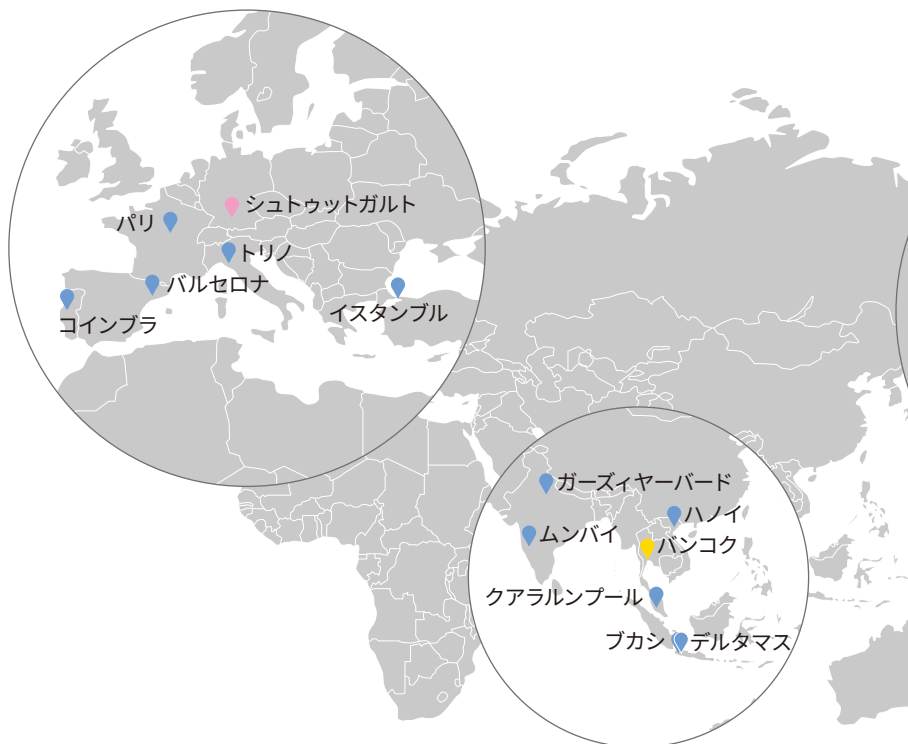 シュトゥットガルト
パリ
トリノ
バルセロナ
イスタンブル
コインブラ
ガーズィヤーバード
ハノイ
ムンバイ
バンコク
クアラルンプール
ブカシ
デルタマス